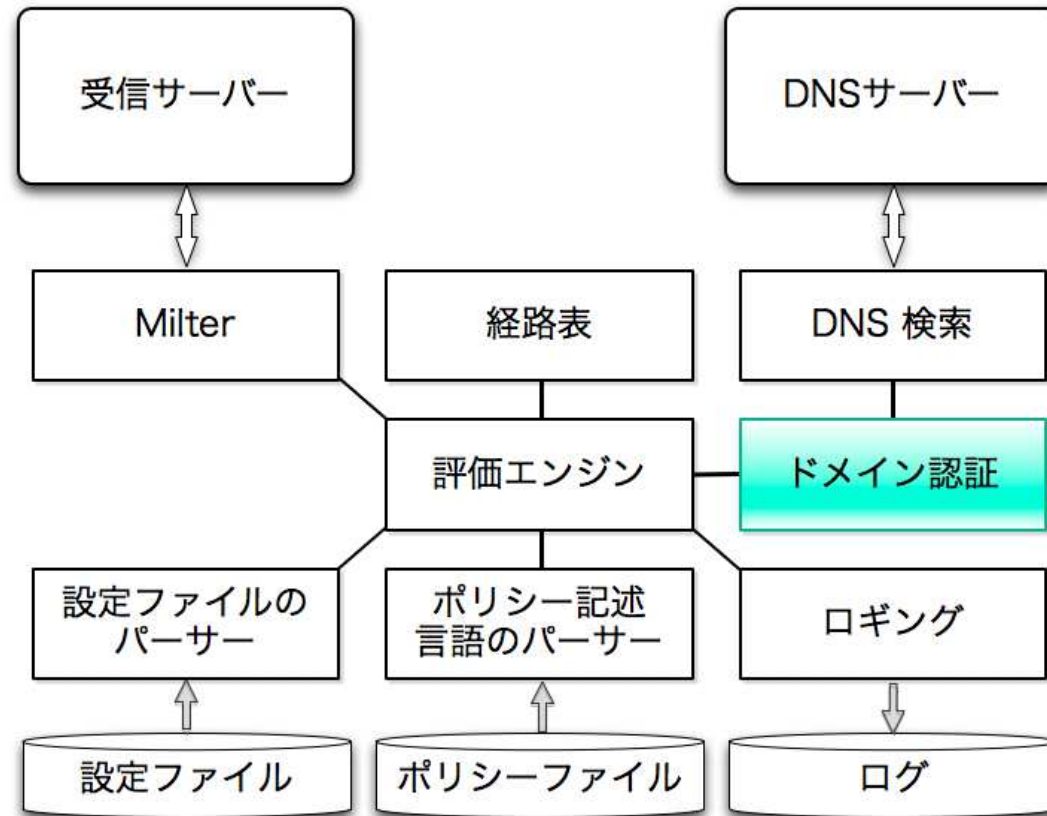 受信サーバー
DNSサーバー
Milter
経路表
DNS 検索
評価エンジン
ドメイン認証
設定ファイルの
パーサー
ポリシー記述
言語のパーサー
ロギング
設定ファイル
ポリシーファイル
ログ